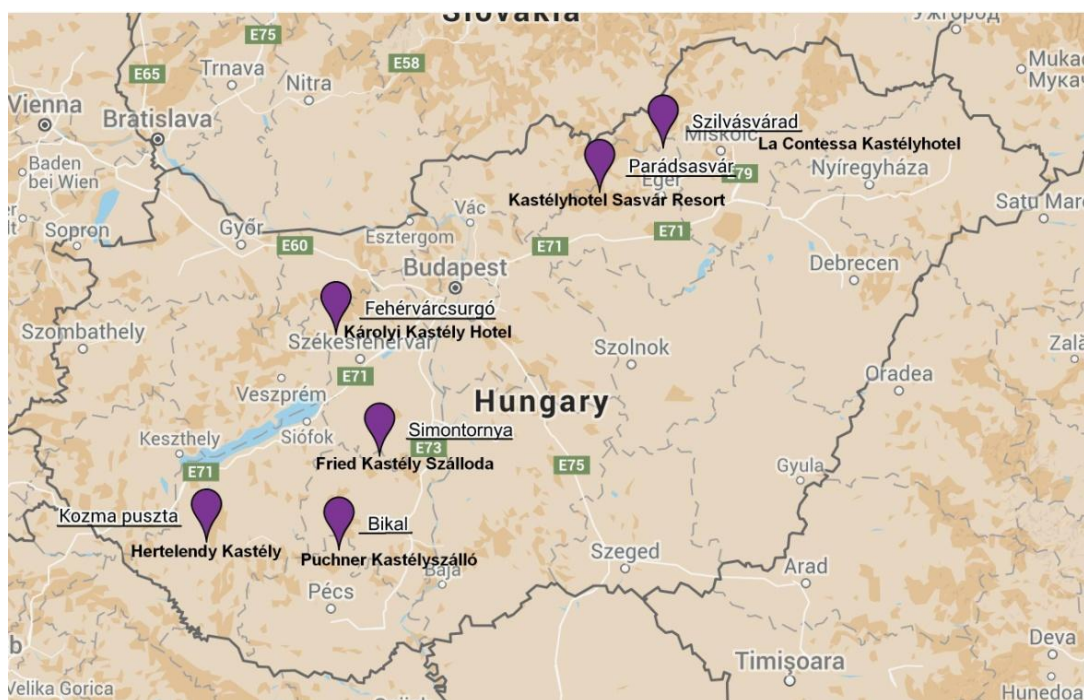 Slovakia
Ужгород
E75
E58
E65
Trnava
Nitra
Vienna
Bratislava
Baden
bei Wien
Szilvásvárad
Miskolc
La Contessa Kastélyhotel
Parádsasvár
Eger
E79
Nyíregyháza
Kastélyhotel Sasvár Resort
Satu Mare
Vác
Sopron
Győr
Esztergom
E60
E71
E71
Budapest
Debrecen
Fehérvárcsurgó
Károlyi Kastély Hotel
Székesfehérvár
Szombathely
Szolnok
E71
Oradea
Veszprém
Hungary
Simontornya
Siófok
Keszthely
E73
Fried Kastély Szálloda
E71
E75
Gyula
Kozma puszta
Bikal
Hertelendy Kastély
Puchner Kastélyszálló
Szeged
Baja
Arad
Pécs
Deva
Timișoara
Velika Gorica
Hunedoa